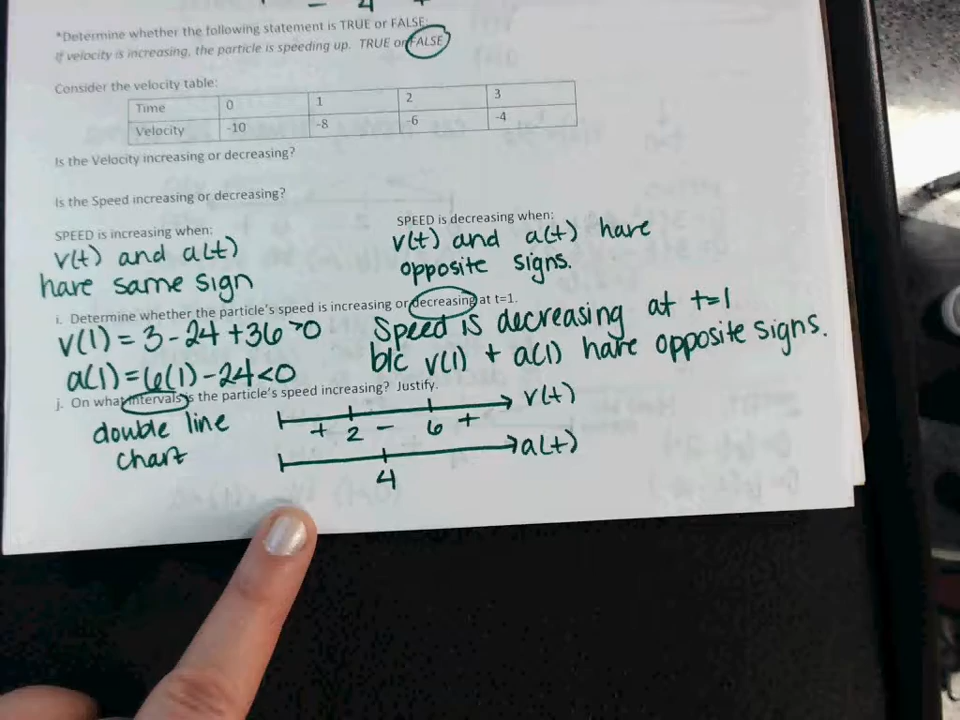 – 4 +
*Determine whether the following statement is TRUE or FALSE:
If velocity is increasing, the particle is speeding up. TRUE or FALSE
Consider the velocity table:
Time 0 1 2 3
Velocity -10 -8 -6 -4
Is the Velocity increasing or decreasing?
Is the Speed increasing or decreasing?
SPEED is increasing when:
v(t) and a(t)
have same sign
SPEED is decreasing when:
v(t) and a(t) have
opposite signs.
i. Determine whether the particle's speed is increasing or decreasing at t=1.
v(1) = 3 - 24 + 36 > 0
a(1) = 6(1) - 24 < 0
Speed is decreasing at t=1
b/c v(1) + a(1) have opposite signs.
j. On what intervals is the particle's speed increasing? Justify.
double line
chart
v(t)
+ 2 – 6 +
a(t)
4